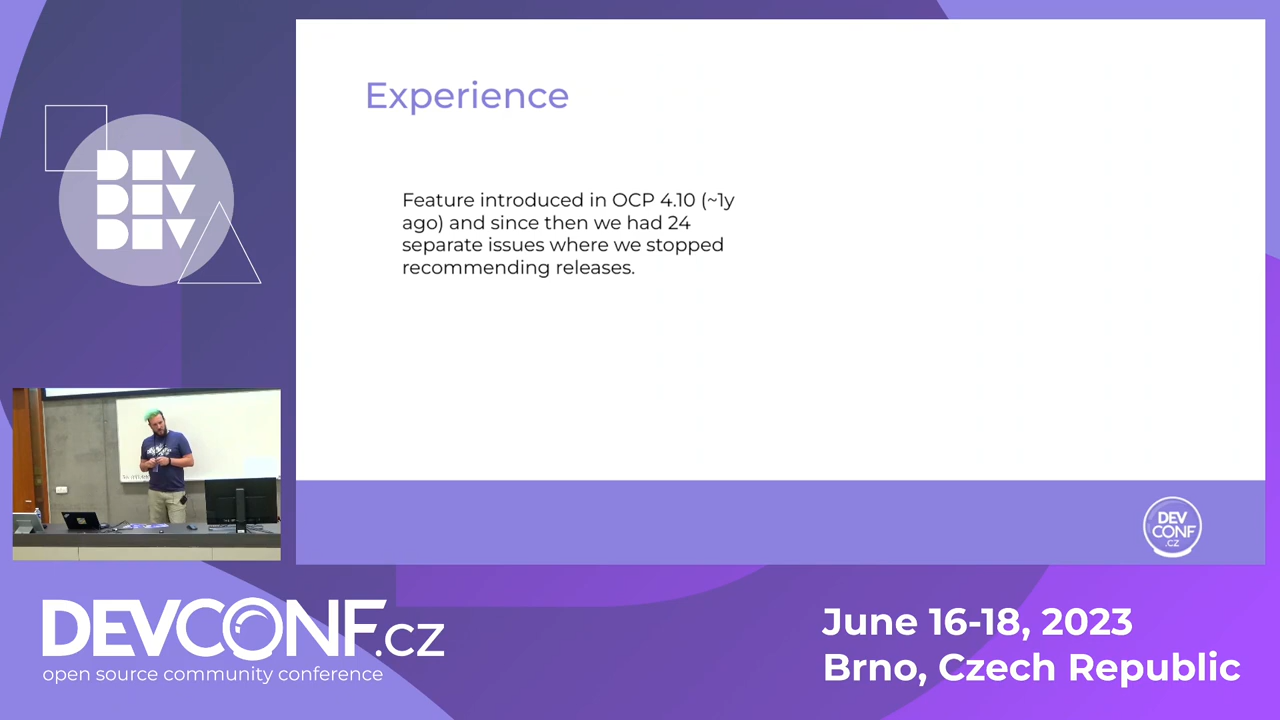 DEV
DEV
DEV
Experience
Feature introduced in OCP 4.10 (~1y
ago) and since then we had 24
separate issues where we stopped
recommending releases.
DEV
CONF
.CZ
DEVCONF.cz
open source community conference
June 16-18, 2023
Brno, Czech Republic